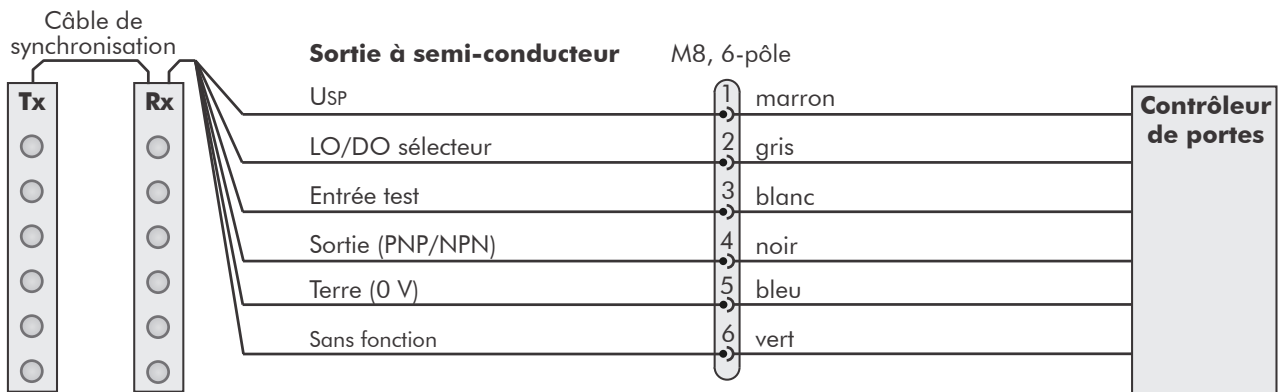 Câble de
synchronisation
Sortie à semi-conducteur M8, 6-pôle
Tx Rx
USP 1 marron
Contrôleur
de portes
LO/DO sélecteur 2 gris
Entrée test 3 blanc
Sortie (PNP/NPN) 4 noir
Terre (0 V) 5 bleu
Sans fonction 6 vert